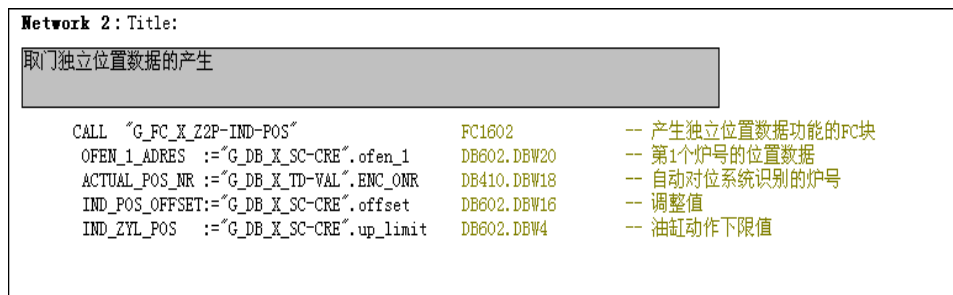 Network 2: Title:
取门独立位置数据的产生
CALL "G_FC_X_Z2P-IND-POS" FC1602 -- 产生独立位置数据功能的FC块
OFEN_1_ADRES :="G_DB_X_SC-CRE".ofen_1 DB602.DBW20 -- 第1个炉号的位置数据
ACTUAL_POS_NR :="G_DB_X_TD-VAL".ENC_ONR DB410.DBW18 -- 自动对位系统识别的炉号
IND_POS_OFFSET:="G_DB_X_SC-CRE".offset DB602.DBW16 -- 调整值
IND_ZYL_POS :="G_DB_X_SC-CRE".up_limit DB602.DBW4 -- 油缸动作下限值